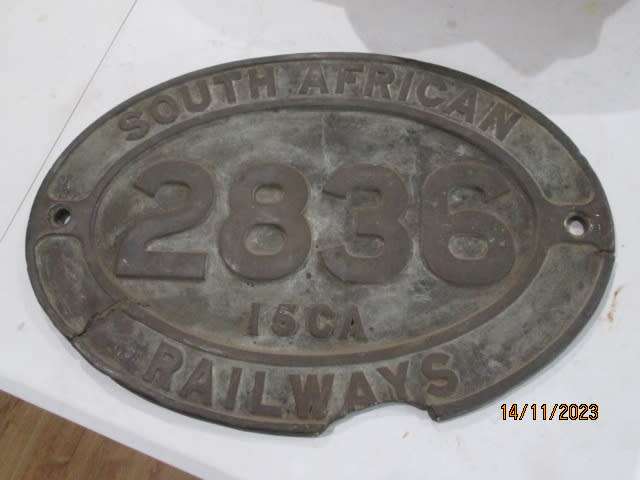 SOUTH AFRICAN
2836
15CA
RAILWAYS
14/11/2023